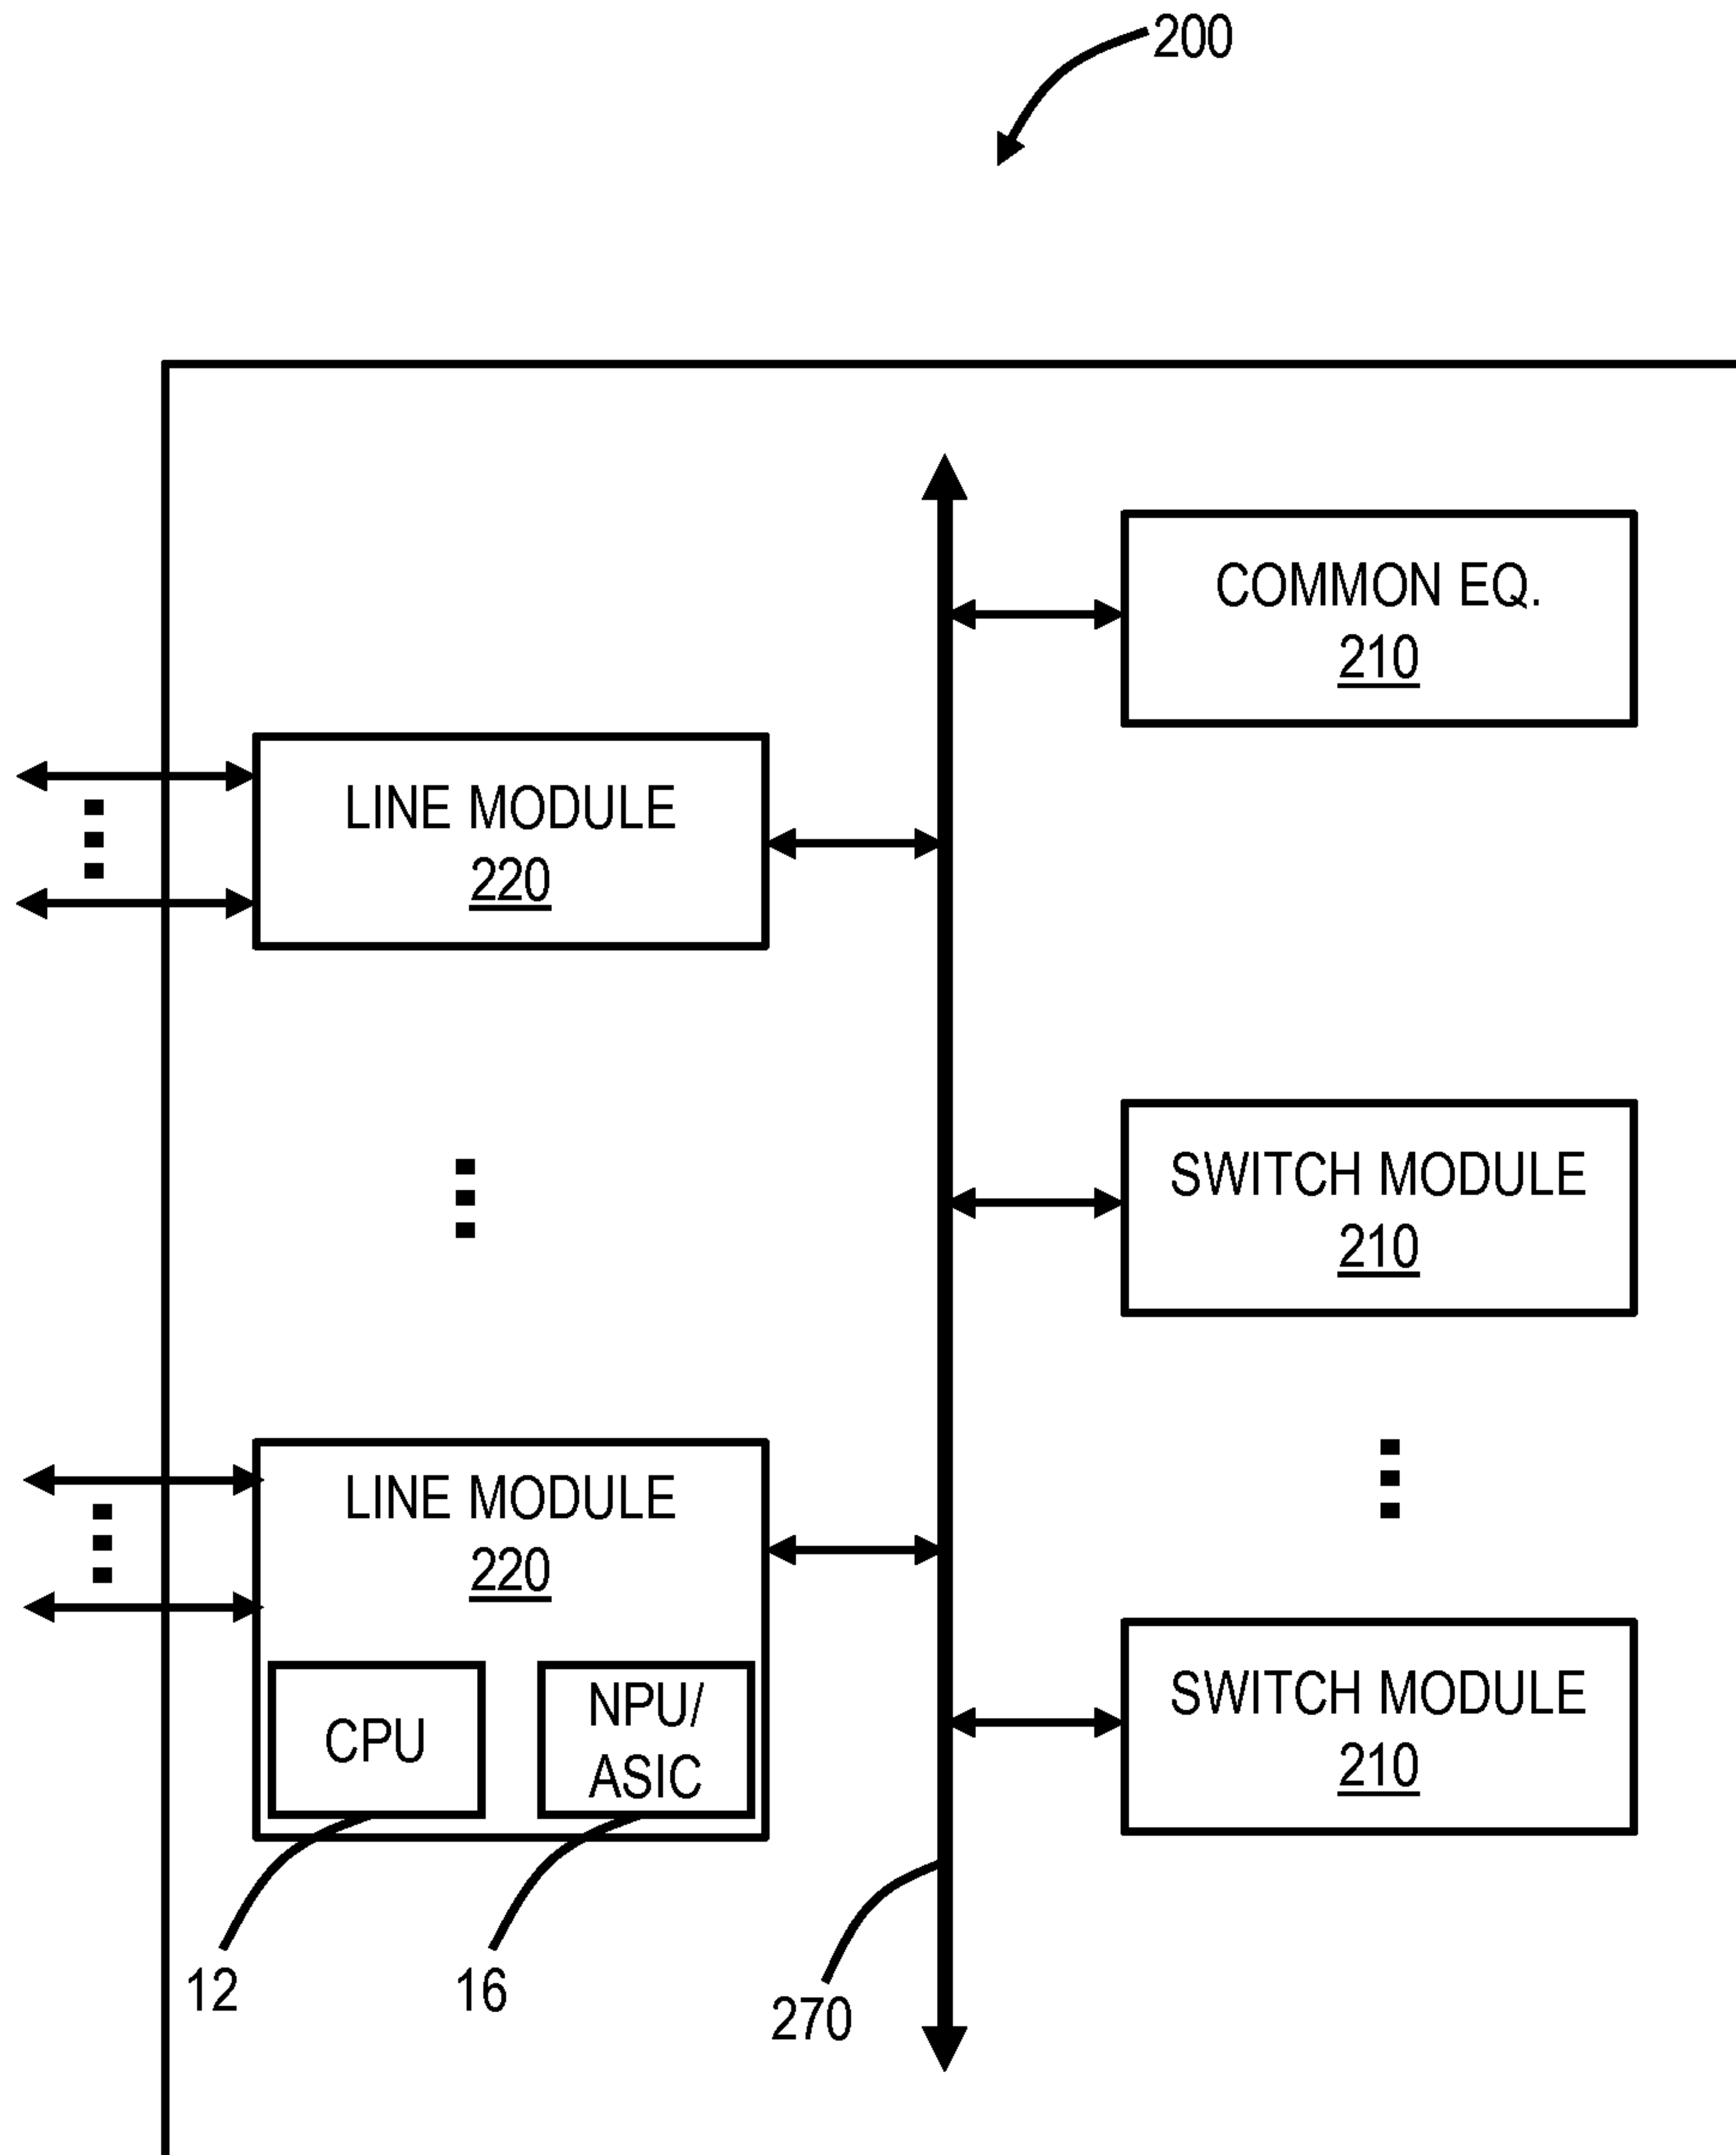 200
COMMON EQ.
210
LINE MODULE
220
SWITCH MODULE
210
LINE MODULE
220
CPU
NPU/
ASIC
SWITCH MODULE
210
12
16
270